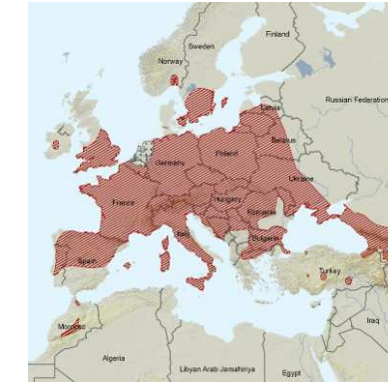 Finland
Sweden
Norway
Russian Federation
Latvia
Belarus
Poland
Germany
Ukraine
France
Hungary
Romania
Italy
Bulgaria
Spain
Turkey
Morocco
Iraq
Algeria
Libyan Arab Jamahiriya
Egypt